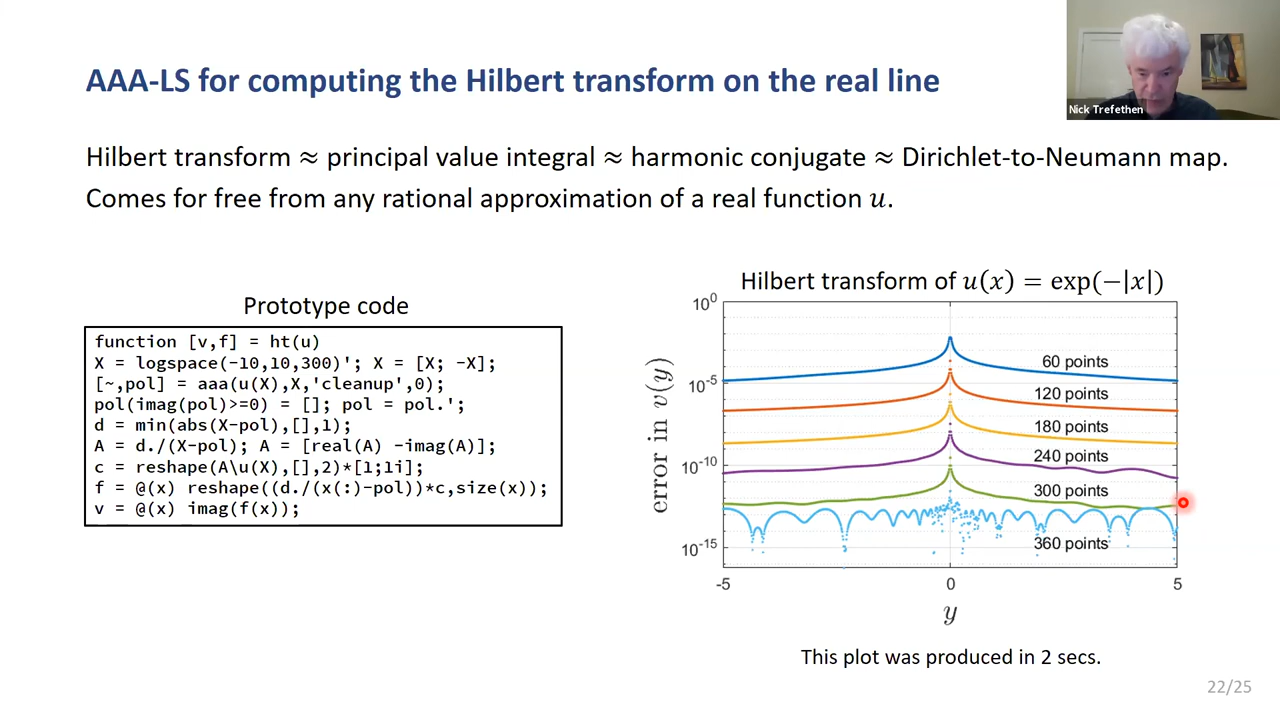 AAA-LS for computing the Hilbert transform on the real line
Nick Trefethen
Hilbert transform ≈ principal value integral ≈ harmonic conjugate ≈ Dirichlet-to-Neumann map.
Comes for free from any rational approximation of a real function u.
Prototype code
function [v,f] = ht(u)
X = logspace(-10,10,300)'; X = [X; -X];
[~,pol] = aaa(u(X),X,'cleanup',0);
pol(imag(pol)>=0) = []; pol = pol.';
d = min(abs(X-pol),[],1);
A = d./(X-pol); A = [real(A) -imag(A)];
c = reshape(A\u(X),[],2)*[1;1i];
f = @(x) reshape((d./(x(:)-pol))*c,size(x));
v = @(x) imag(f(x));
Hilbert transform of u(x) = exp(−|x|)
10^0
10^-5
10^-10
10^-15
error in v(y)
60 points
120 points
180 points
240 points
300 points
360 points
-5 0 5
y
This plot was produced in 2 secs.
22/25